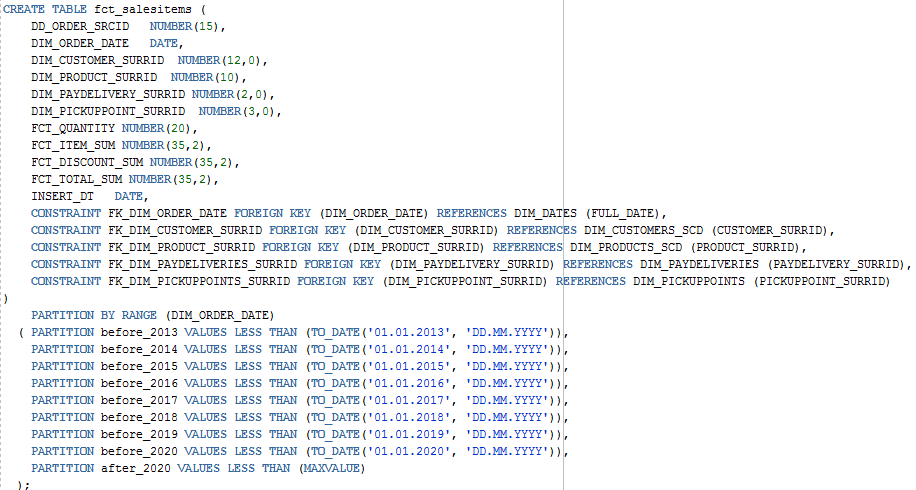 CREATE TABLE fct_salesitems (
DD_ORDER_SRCID NUMBER(15),
DIM_ORDER_DATE DATE,
DIM_CUSTOMER_SURRID NUMBER(12,0),
DIM_PRODUCT_SURRID NUMBER(10),
DIM_PAYDELIVERY_SURRID NUMBER(2,0),
DIM_PICKUPPOINT_SURRID NUMBER(3,0),
FCT_QUANTITY NUMBER(20),
FCT_ITEM_SUM NUMBER(35,2),
FCT_DISCOUNT_SUM NUMBER(35,2),
FCT_TOTAL_SUM NUMBER(35,2),
INSERT_DT DATE,
CONSTRAINT FK_DIM_ORDER_DATE FOREIGN KEY (DIM_ORDER_DATE) REFERENCES DIM_DATES (FULL_DATE),
CONSTRAINT FK_DIM_CUSTOMER_SURRID FOREIGN KEY (DIM_CUSTOMER_SURRID) REFERENCES DIM_CUSTOMERS_SCD (CUSTOMER_SURRID),
CONSTRAINT FK_DIM_PRODUCT_SURRID FOREIGN KEY (DIM_PRODUCT_SURRID) REFERENCES DIM_PRODUCTS_SCD (PRODUCT_SURRID),
CONSTRAINT FK_DIM_PAYDELIVERIES_SURRID FOREIGN KEY (DIM_PAYDELIVERY_SURRID) REFERENCES DIM_PAYDELIVERIES (PAYDELIVERY_SURRID),
CONSTRAINT FK_DIM_PICKUPPOINTS_SURRID FOREIGN KEY (DIM_PICKUPPOINT_SURRID) REFERENCES DIM_PICKUPPOINTS (PICKUPPOINT_SURRID)
)
PARTITION BY RANGE (DIM_ORDER_DATE)
( PARTITION before_2013 VALUES LESS THAN (TO_DATE('01.01.2013', 'DD.MM.YYYY')),
PARTITION before_2014 VALUES LESS THAN (TO_DATE('01.01.2014', 'DD.MM.YYYY')),
PARTITION before_2015 VALUES LESS THAN (TO_DATE('01.01.2015', 'DD.MM.YYYY')),
PARTITION before_2016 VALUES LESS THAN (TO_DATE('01.01.2016', 'DD.MM.YYYY')),
PARTITION before_2017 VALUES LESS THAN (TO_DATE('01.01.2017', 'DD.MM.YYYY')),
PARTITION before_2018 VALUES LESS THAN (TO_DATE('01.01.2018', 'DD.MM.YYYY')),
PARTITION before_2019 VALUES LESS THAN (TO_DATE('01.01.2019', 'DD.MM.YYYY')),
PARTITION before_2020 VALUES LESS THAN (TO_DATE('01.01.2020', 'DD.MM.YYYY')),
PARTITION after_2020 VALUES LESS THAN (MAXVALUE)
);